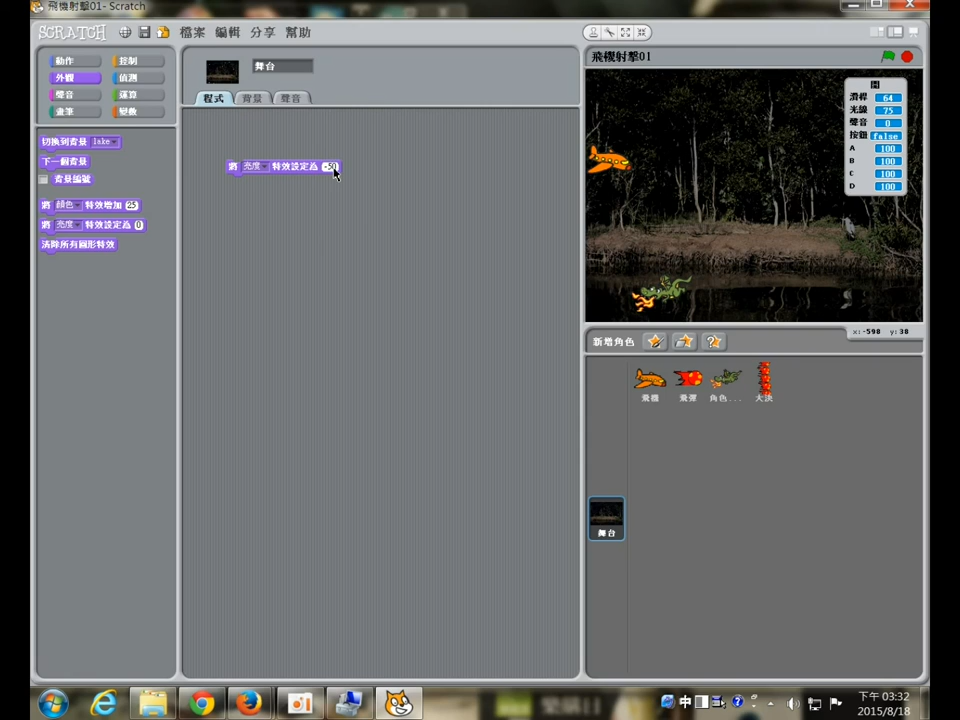 飛機射擊01- Scratch
SCRATCH 檔案 編輯 分享 幫助
動作 控制
外觀 偵測
聲音 運算
畫筆 變數
舞台
程式 背景 聲音
切換到背景 lake
下一個背景
背景編號
將 顏色 特效增加 25
將 亮度 特效設定為 0
清除所有圖形特效
將 亮度 特效設定為 -50
飛機射擊01
滑桿 64
光線 75
聲音 0
按鈕 false
A 100
B 100
C 100
D 100
x:-598 y:38
新增角色
飛機 飛彈 角色... 火決
舞台
中
下午 03:32
2015/8/18